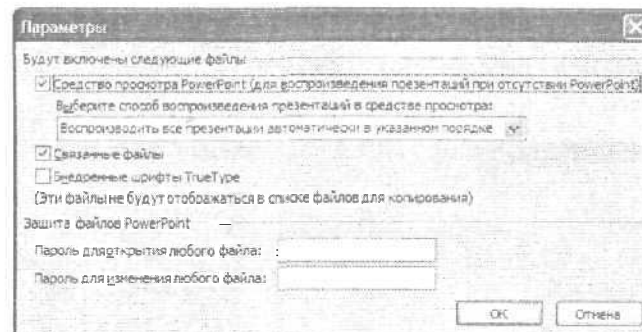 Параметры
Будут включены следующие файлы
Средство просмотра PowerPoint (для воспроизведения презентаций при отсутствии PowerPoint)
Выберите способ воспроизведения презентаций в средстве просмотра:
Воспроизводить все презентации автоматически в указанном порядке
Связанные файлы
Внедренные шрифты TrueType
(Эти файлы не будут отображаться в списке файлов для копирования)
Защита файлов PowerPoint
Пароль для открытия любого файла:
Пароль для изменения любого файла:
ОК Отмена